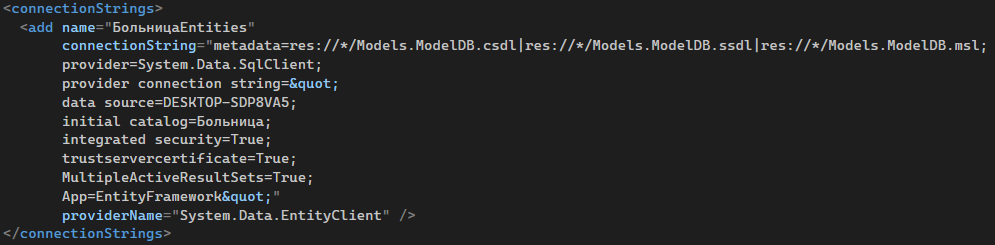 <connectionStrings>
<add name="БольницаEntities"
connectionString="metadata=res://*/Models.ModelDB.csdl|res://*/Models.ModelDB.ssdl|res://*/Models.ModelDB.msl;
provider=System.Data.SqlClient;
provider connection string=&quot;
data source=DESKTOP-SDP8VA5;
initial catalog=Больница;
integrated security=True;
trustservercertificate=True;
MultipleActiveResultSets=True;
App=EntityFramework&quot;"
providerName="System.Data.EntityClient" />
</connectionStrings>